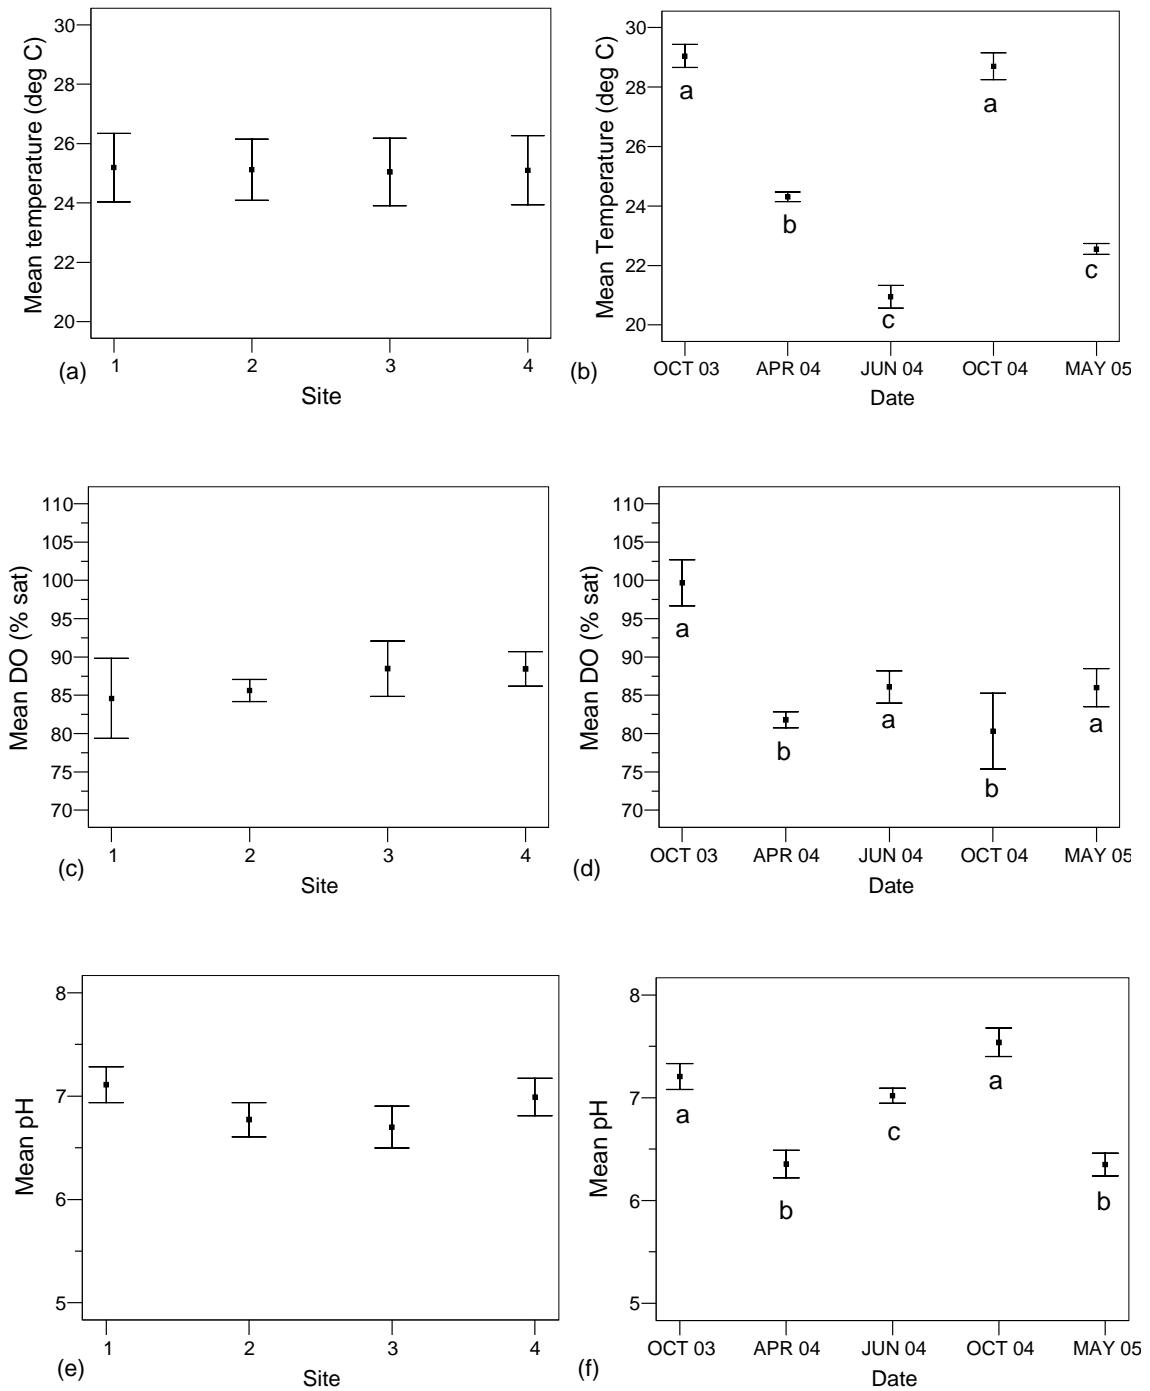 Mean temperature (deg C)
30
28
26
24
22
20
1 2 3 4
(a)
Site
Mean Temperature (deg C)
30
28
26
24
22
20
a
b
c
a
c
OCT 03 APR 04 JUN 04 OCT 04 MAY 05
(b)
Date
Mean DO (% sat)
110
105
100
95
90
85
80
75
70
1 2 3 4
(c)
Site
Mean DO (% sat)
110
105
100
95
90
85
80
75
70
a
b
a
b
a
OCT 03 APR 04 JUN 04 OCT 04 MAY 05
(d)
Date
Mean pH
8
7
6
5
1 2 3 4
(e)
Site
Mean pH
8
7
6
5
a
b
c
a
b
OCT 03 APR 04 JUN 04 OCT 04 MAY 05
(f)
Date